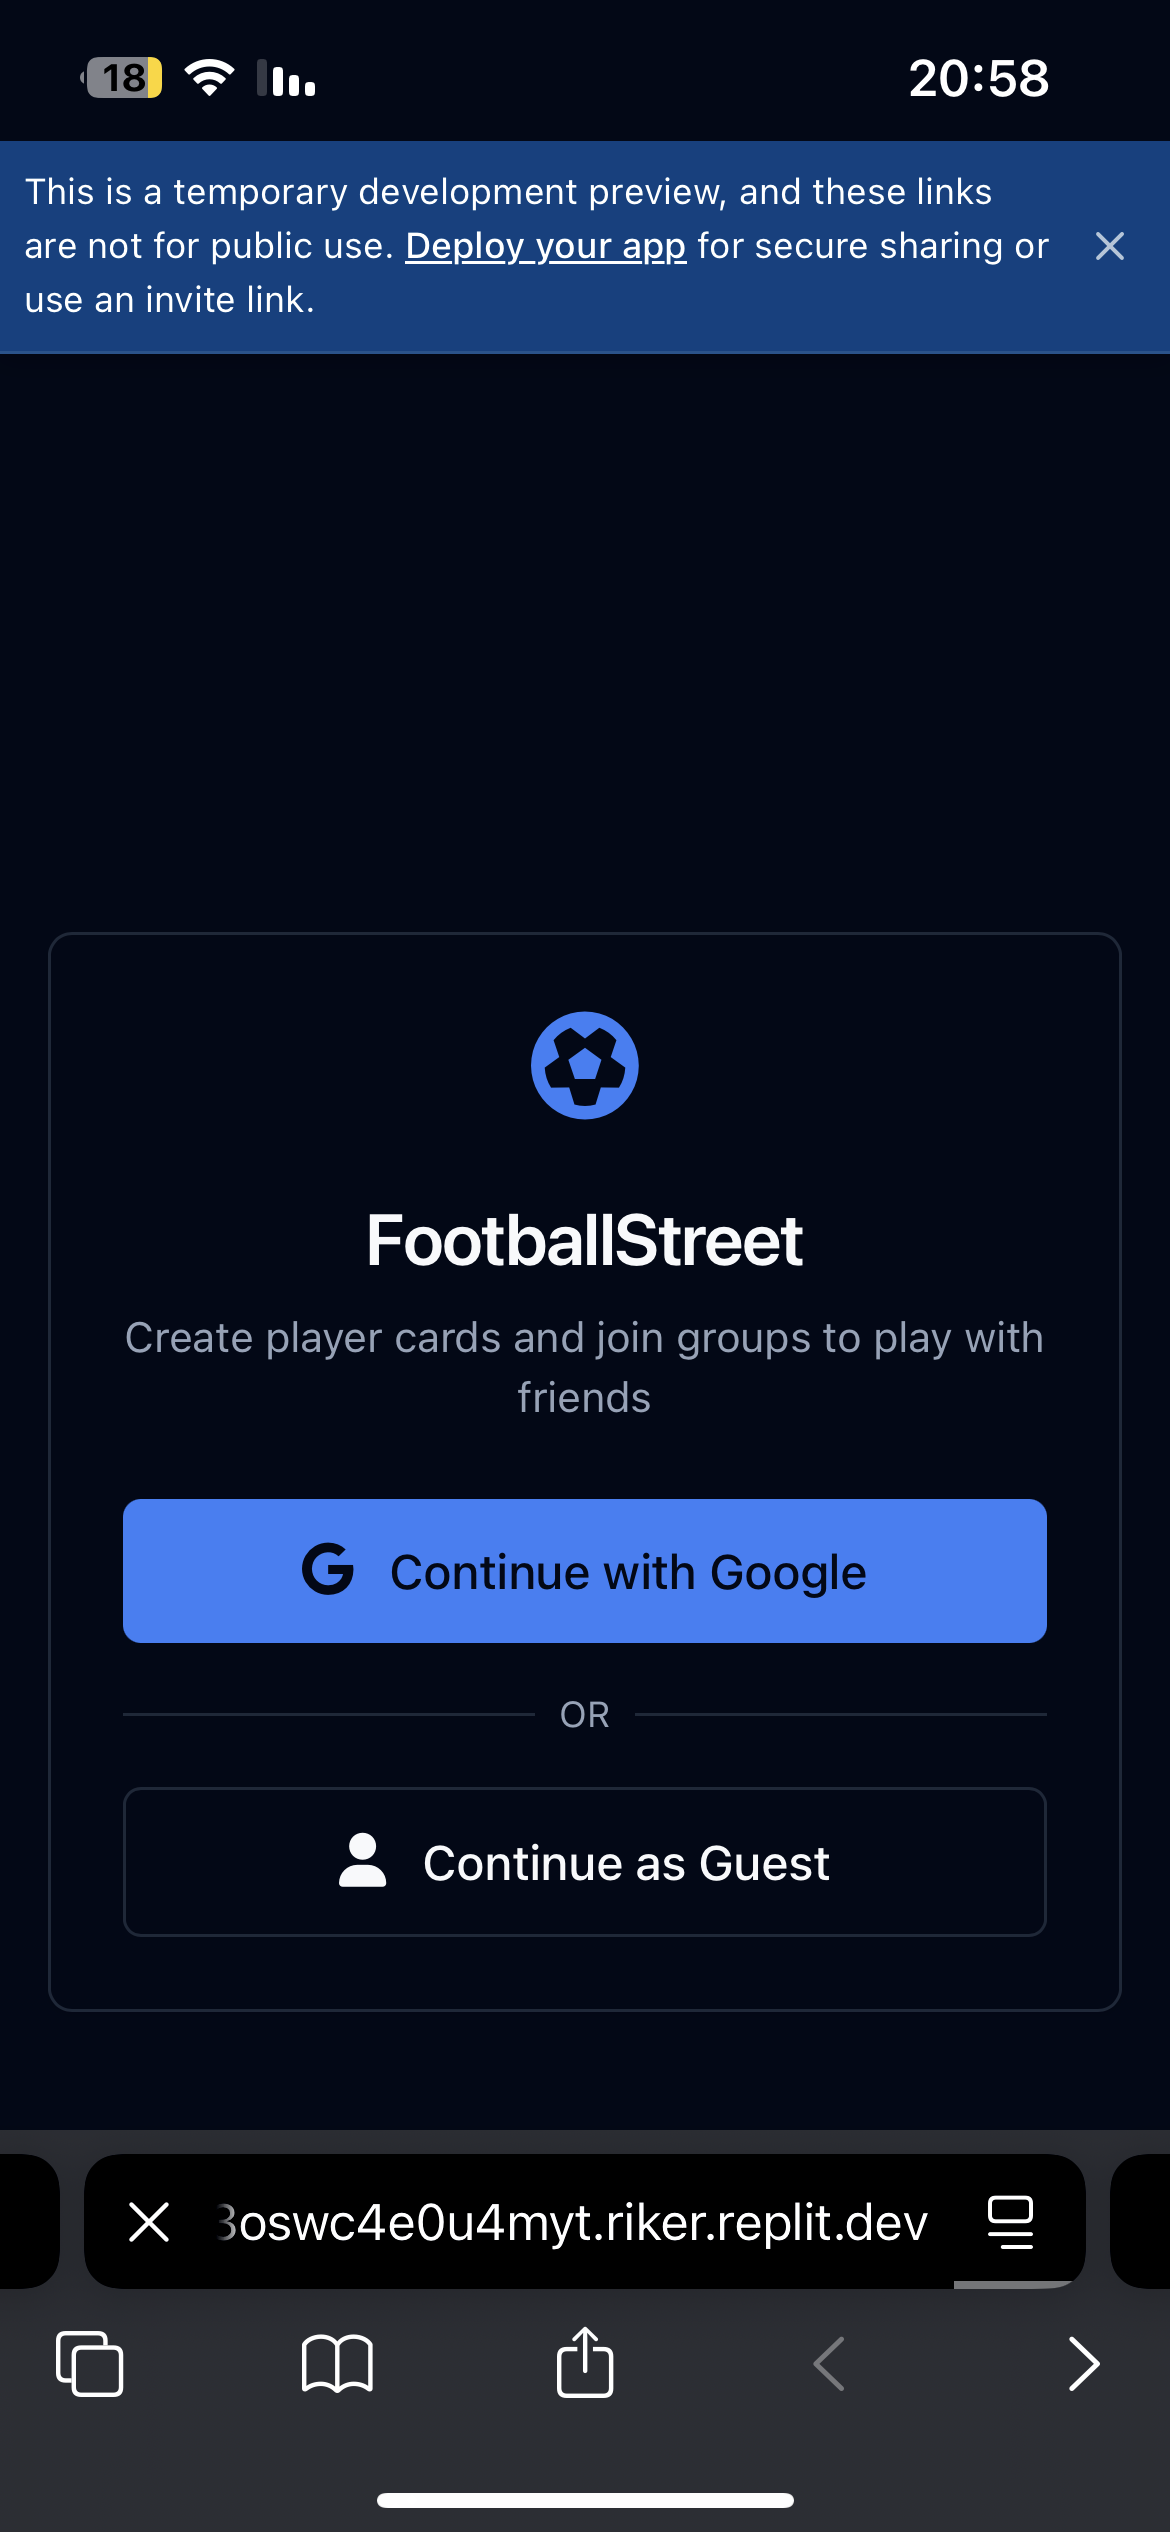 18
20:58
This is a temporary development preview, and these links
are not for public use. Deploy your app for secure sharing or
use an invite link.
FootballStreet
Create player cards and join groups to play with
friends
Continue with Google
OR
Continue as Guest
3oswc4e0u4myt.riker.replit.dev